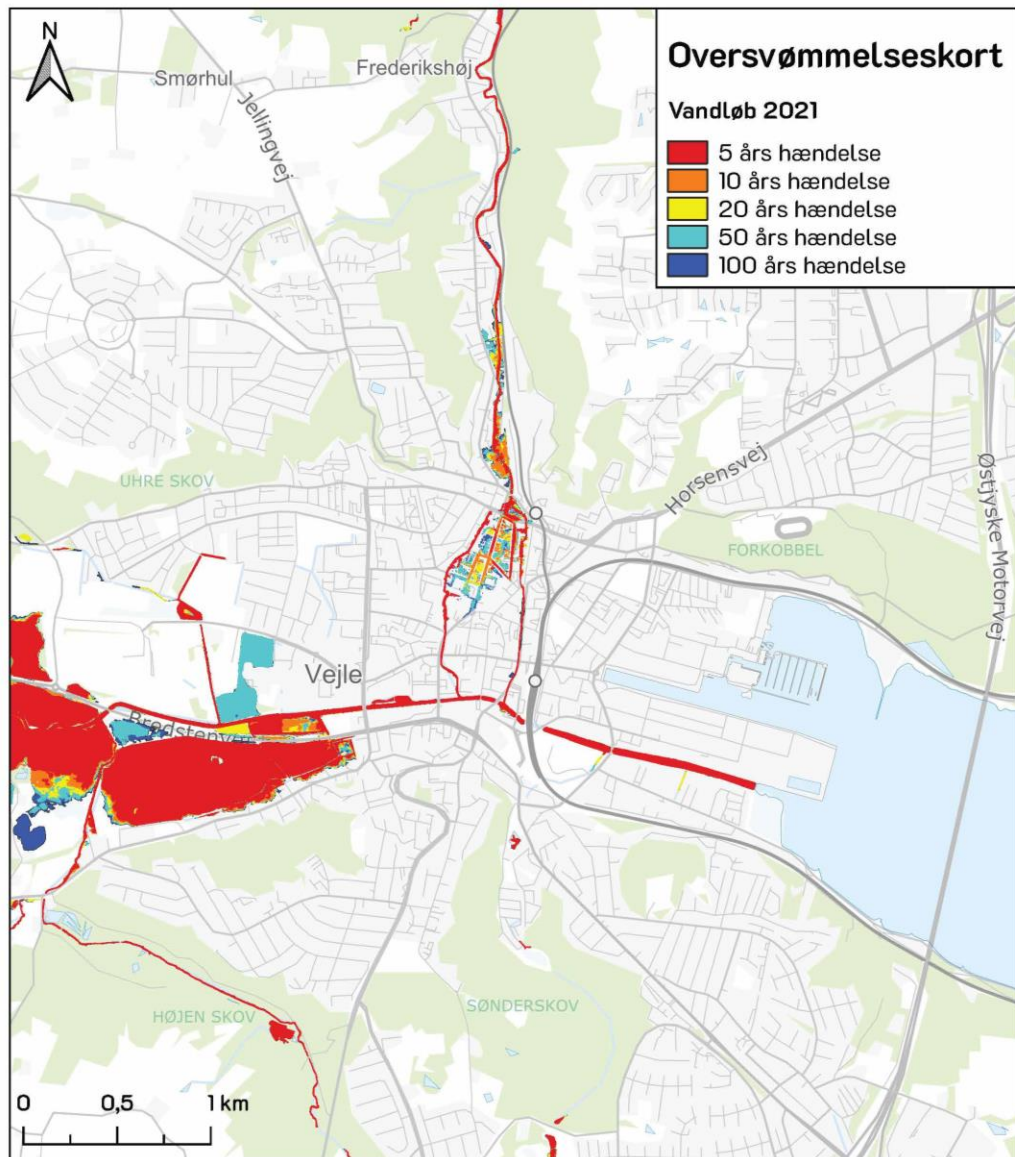 N
Oversvømmelseskort
Vandløb 2021
5 års hændelse
10 års hændelse
20 års hændelse
50 års hændelse
100 års hændelse
Smørhul
Frederikshøj
Jellingvej
UHRE SKOV
Horsensvej
FORKOBBEL
Østjyske Motorvej
Vejle
Bredstenvej
HØJEN SKOV
SØNDERSKOV
0 0,5 1 km